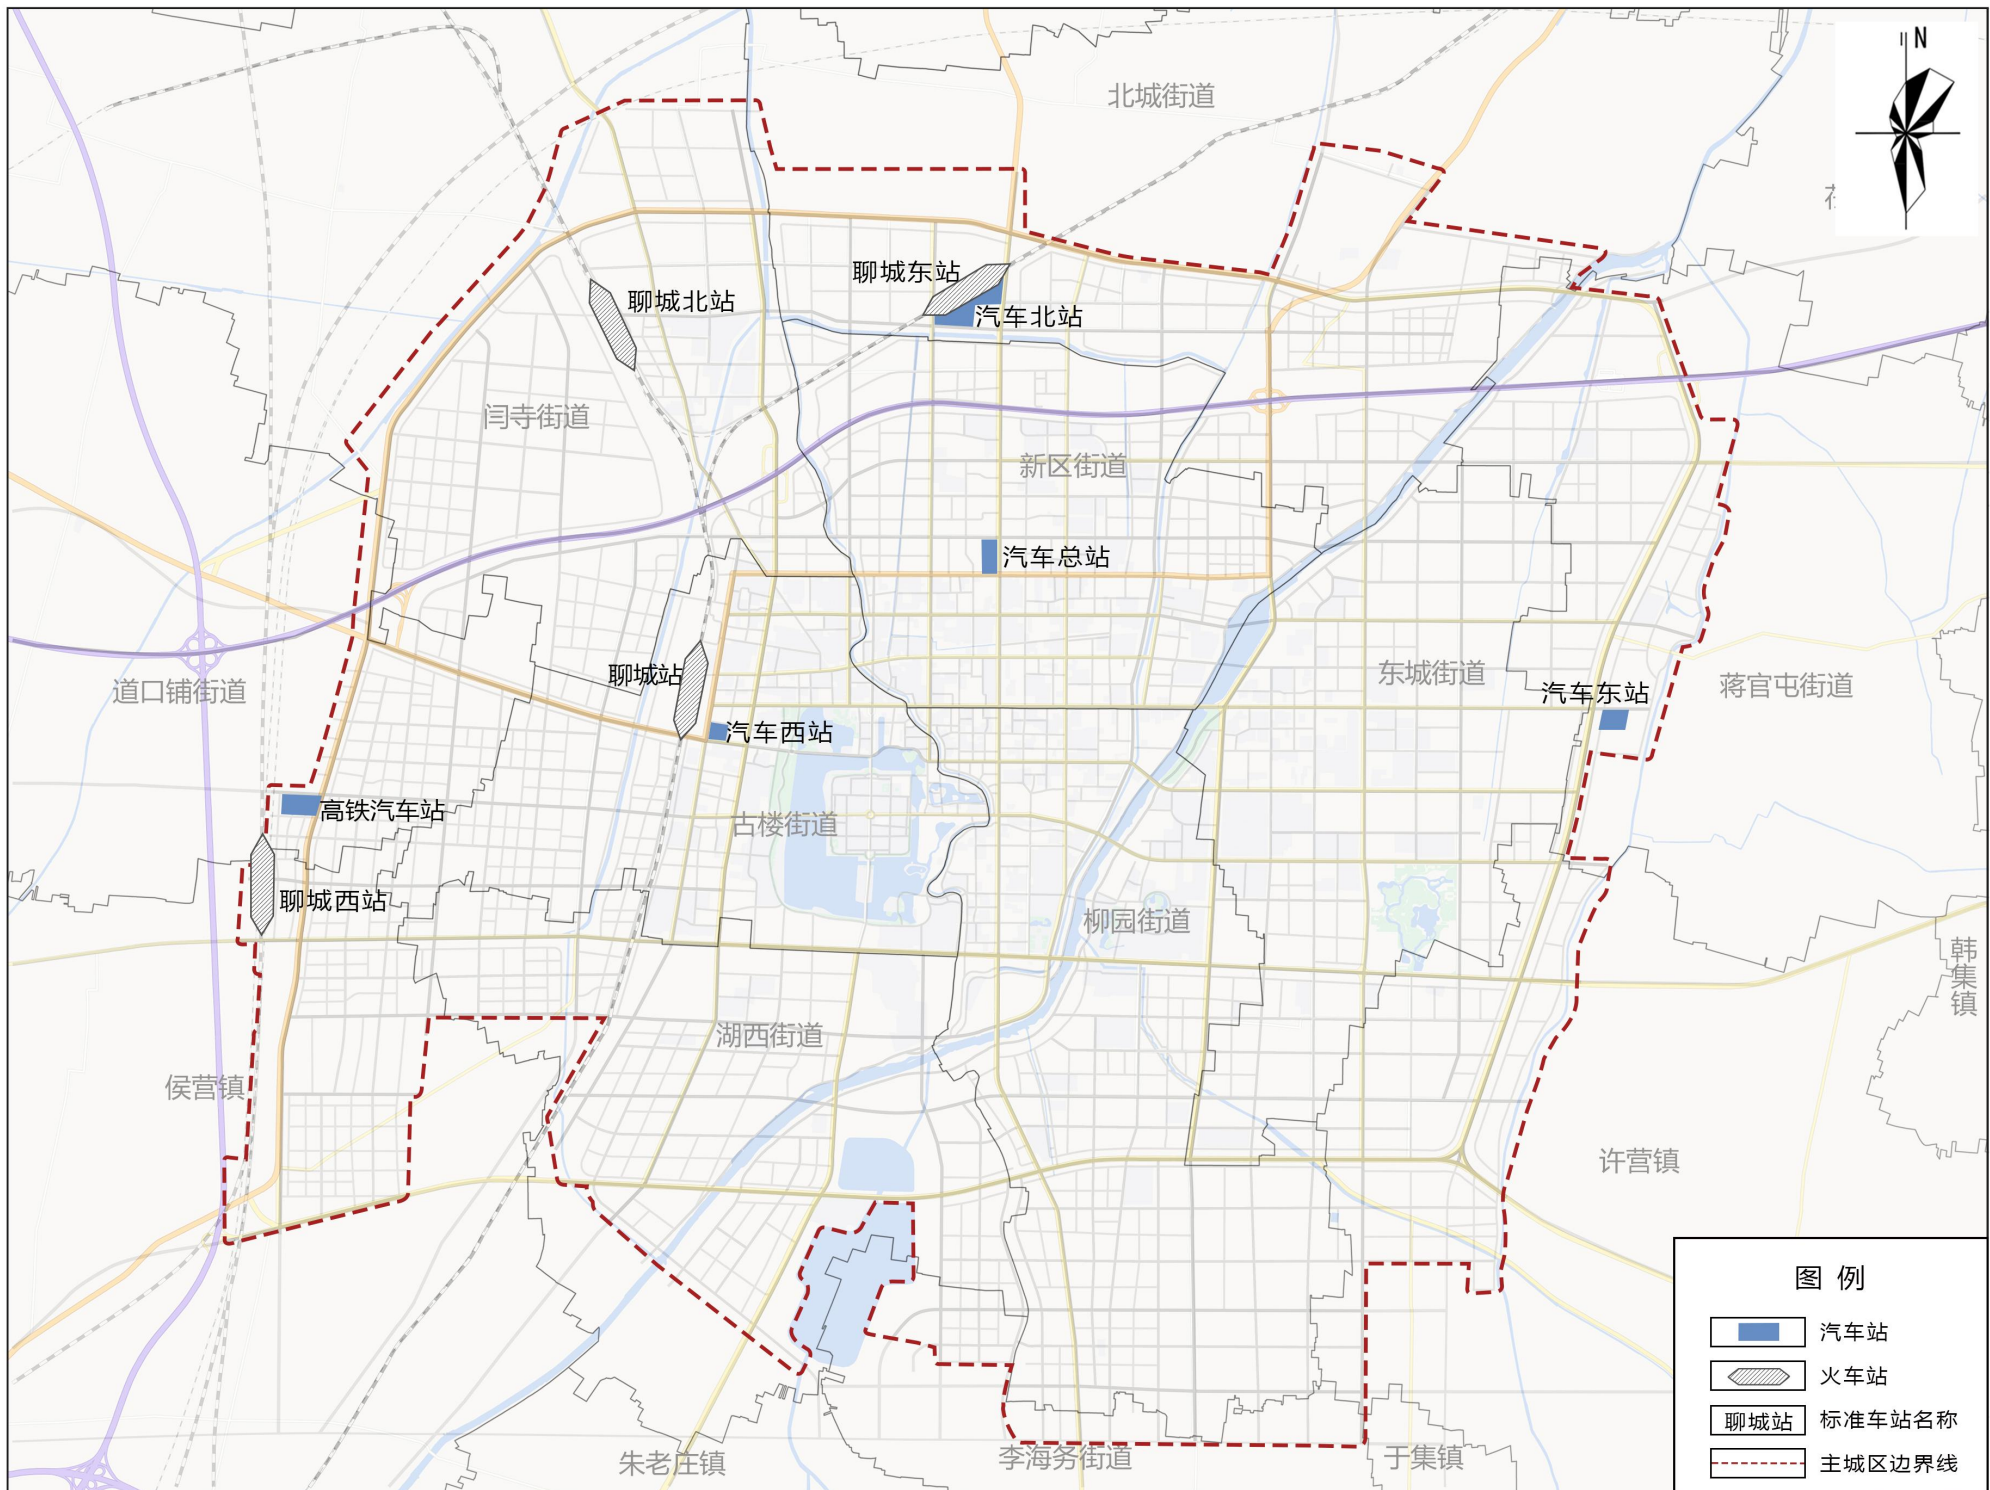 N
北城街道
聊城东站
聊城北站
汽车北站
闫寺街道
新区街道
汽车总站
聊城站
东城街道
道口铺街道
汽车东站
蒋官屯街道
汽车西站
高铁汽车站
古楼街道
聊城西站
柳园街道
韩集镇
湖西街道
侯营镇
许营镇
朱老庄镇
李海务街道
于集镇
图 例
汽车站
火车站
聊城站 标准车站名称
主城区边界线